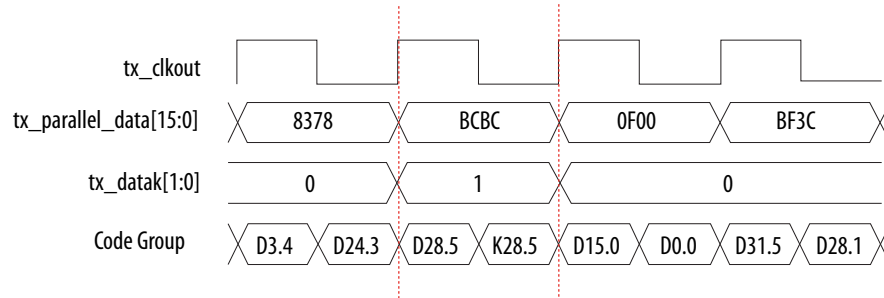 tx_clkout
tx_parallel_data[15:0] 8378 BCBC 0F00 BF3C
tx_datak[1:0] 0 1 0
Code Group D3.4 D24.3 D28.5 K28.5 D15.0 D0.0 D31.5 D28.1